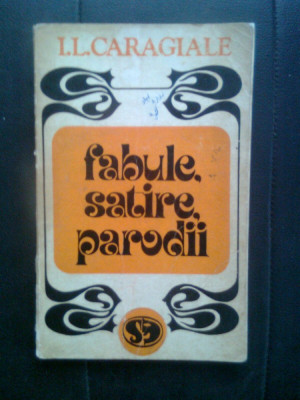 I.L.CARAGIALE
fabule,
satire,
parodii